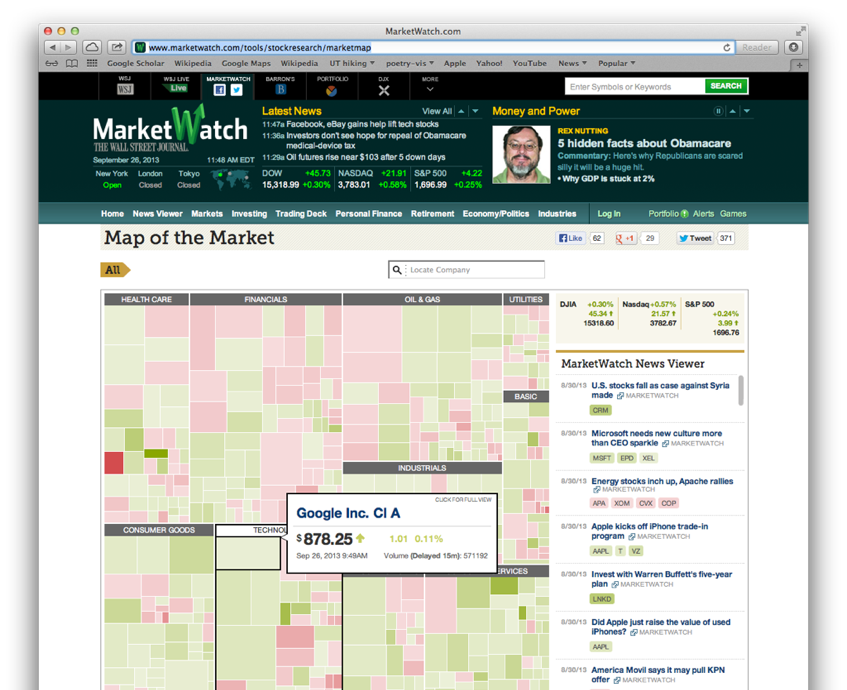 MarketWatch.com
www.marketwatch.com/tools/stockresearch/marketmap
Reader
Google Scholar Wikipedia Google Maps Wikipedia UT hiking poetry-vis Apple Yahoo! YouTube News Popular
WSJ WSJ LIVE MARKETWATCH BARRON'S PORTFOLIO DJX MORE
WSJ Live B
Enter Symbols or Keywords SEARCH
MarketWatch
THE WALL STREET JOURNAL
September 26, 2013 11:48 AM EDT
New York London Tokyo
Open Closed Closed
Latest News View All
11:47a Facebook, eBay gains help lift tech stocks
11:36a Investors don't see hope for repeal of Obamacare
medical-device tax
11:29a Oil futures rise near $103 after 5 down days
DOW +45.73 NASDAQ +21.91 S&P 500 +4.22
15,318.99 +0.30% 3,783.01 +0.58% 1,696.99 +0.25%
Money and Power
REX NUTTING
5 hidden facts about Obamacare
Commentary: Here's why Republicans are scared
silly it will be a huge hit.
• Why GDP is stuck at 2%
Home News Viewer Markets Investing Trading Deck Personal Finance Retirement Economy/Politics Industries Log In Portfolio Alerts Games
Map of the Market
Like 62 +1 29 Tweet 371
All
Locate Company
HEALTH CARE FINANCIALS OIL & GAS UTILITIES
BASIC
INDUSTRIALS
CONSUMER GOODS
TECHNOL
ERVICES
CLICK FOR FULL VIEW
Google Inc. Cl A
$878.25 1.01 0.11%
Sep 26, 2013 9:49AM Volume (Delayed 15m): 571192
DJIA +0.30% Nasdaq +0.57% S&P 500
45.34 21.57 +0.24%
15318.60 3782.67 3.99
1696.76
MarketWatch News Viewer
8/30/13 U.S. stocks fall as case against Syria
made MARKETWATCH
CRM
8/30/13 Microsoft needs new culture more
than CEO sparkle MARKETWATCH
MSFT EPD XEL
8/30/13 Energy stocks inch up, Apache rallies
MARKETWATCH
APA XOM CVX COP
8/30/13 Apple kicks off iPhone trade-in
program MARKETWATCH
AAPL T VZ
8/30/13 Invest with Warren Buffett's five-year
plan MARKETWATCH
LNKD
8/30/13 Did Apple just raise the value of used
iPhones? MARKETWATCH
AAPL
8/30/13 America Movil says it may pull KPN
offer MARKETWATCH